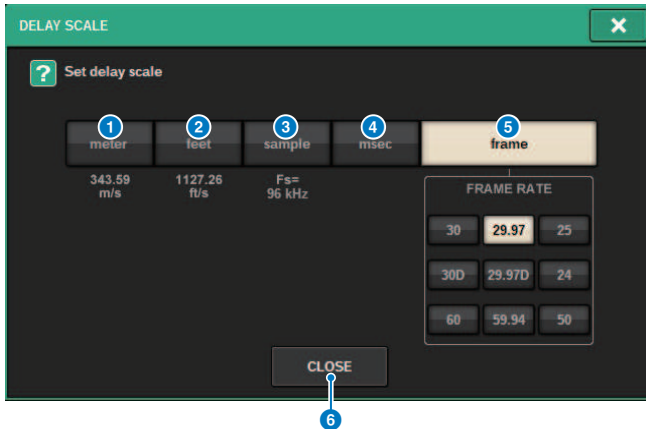 DELAY SCALE
? Set delay scale
1 2 3 4 5
meter feet sample msec frame
343.59 1127.26 Fs=
m/s ft/s 96 kHz
FRAME RATE
30 29.97 25
30D 29.97D 24
60 59.94 50
CLOSE
6